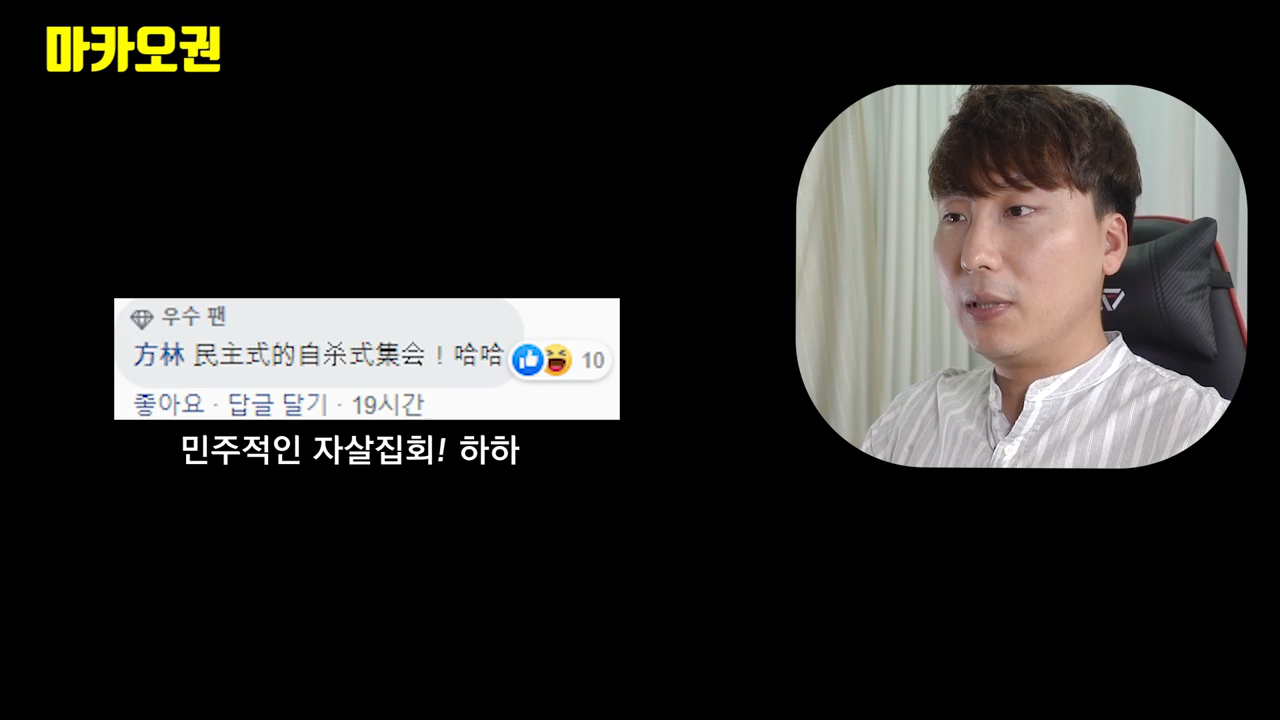 마카오권
우수 팬
方林 民主式的自杀式集会！哈哈
10
좋아요 · 답글 달기 · 19시간
민주적인 자살집회! 하하